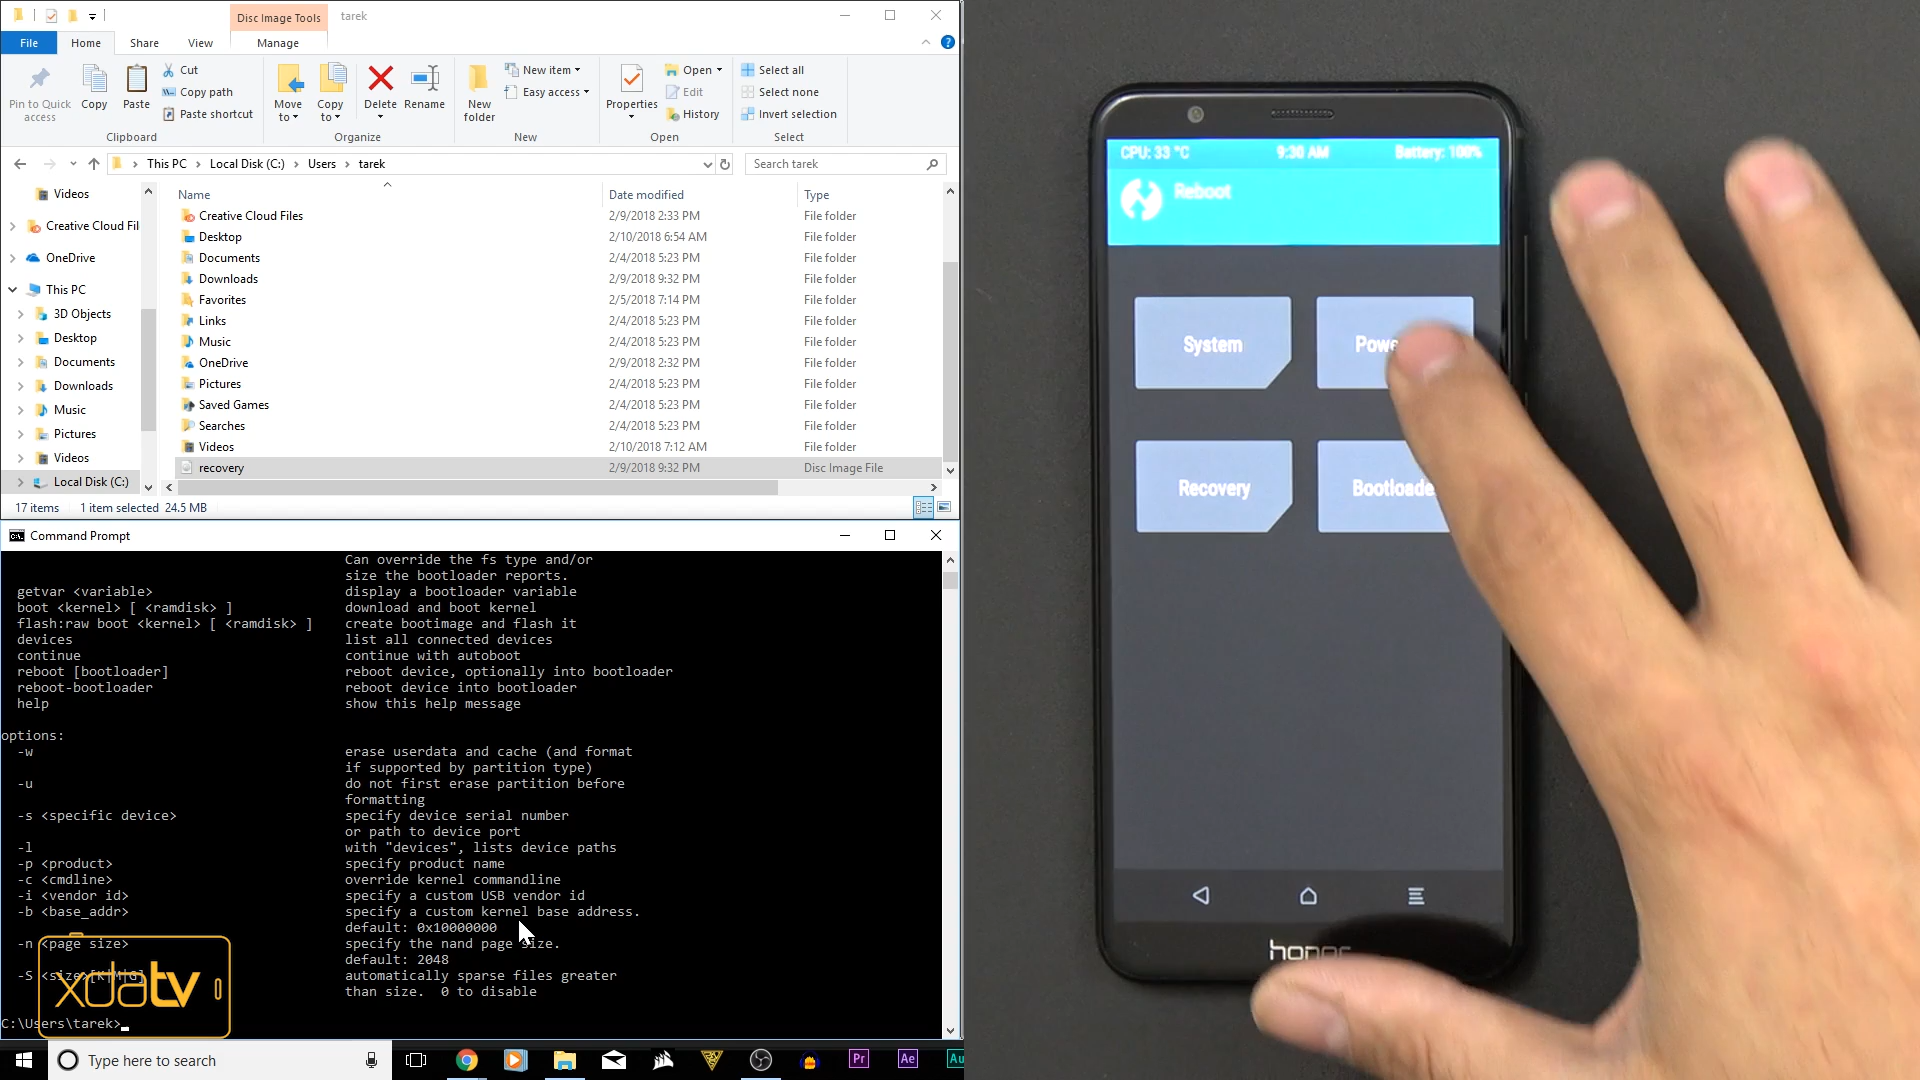 Disc Image Tools
tarek
File
Home
Share
View
Manage
Pin to Quick access
Copy
Paste
Cut
Copy path
Paste shortcut
Clipboard
Move to
Copy to
Delete
Rename
Organize
New folder
New item
Easy access
New
Properties
Open
Edit
History
Open
Select all
Select none
Invert selection
Select
This PC > Local Disk (C:) > Users > tarek
Search tarek
Videos
Creative Cloud Fil
OneDrive
This PC
3D Objects
Desktop
Documents
Downloads
Music
Pictures
Videos
Local Disk (C:)
Name Date modified Type
Creative Cloud Files 2/9/2018 2:33 PM File folder
Desktop 2/10/2018 6:54 AM File folder
Documents 2/4/2018 5:23 PM File folder
Downloads 2/9/2018 9:32 PM File folder
Favorites 2/5/2018 7:14 PM File folder
Links 2/4/2018 5:23 PM File folder
Music 2/4/2018 5:23 PM File folder
OneDrive 2/9/2018 2:32 PM File folder
Pictures 2/4/2018 5:23 PM File folder
Saved Games 2/4/2018 5:23 PM File folder
Searches 2/4/2018 5:23 PM File folder
Videos 2/10/2018 7:12 AM File folder
recovery 2/9/2018 9:32 PM Disc Image File
17 items 1 item selected 24.5 MB
Command Prompt
Can override the fs type and/or
size the bootloader reports.
getvar <variable> display a bootloader variable
boot <kernel> [ <ramdisk> ] download and boot kernel
flash:raw boot <kernel> [ <ramdisk> ] create bootimage and flash it
devices list all connected devices
continue continue with autoboot
reboot [bootloader] reboot device, optionally into bootloader
reboot-bootloader reboot device into bootloader
help show this help message
options:
-w erase userdata and cache (and format
if supported by partition type)
-u do not first erase partition before
formatting
-s <specific device> specify device serial number
or path to device port
-l with "devices", lists device paths
-p <product> specify product name
-c <cmdline> override kernel commandline
-i <vendor id> specify a custom USB vendor id
-b <base_addr> specify a custom kernel base address.
default: 0x10000000
-n <page size> specify the nand page size.
default: 2048
-S <size>[K|M|G] automatically sparse files greater
than size. 0 to disable
C:\Users\tarek>
xdatv
Type here to search
Pr
Ae
Au
CPU: 33 °C 9:30 AM Battery: 100%
Reboot
System
Powe
Recovery
Bootloade
honor